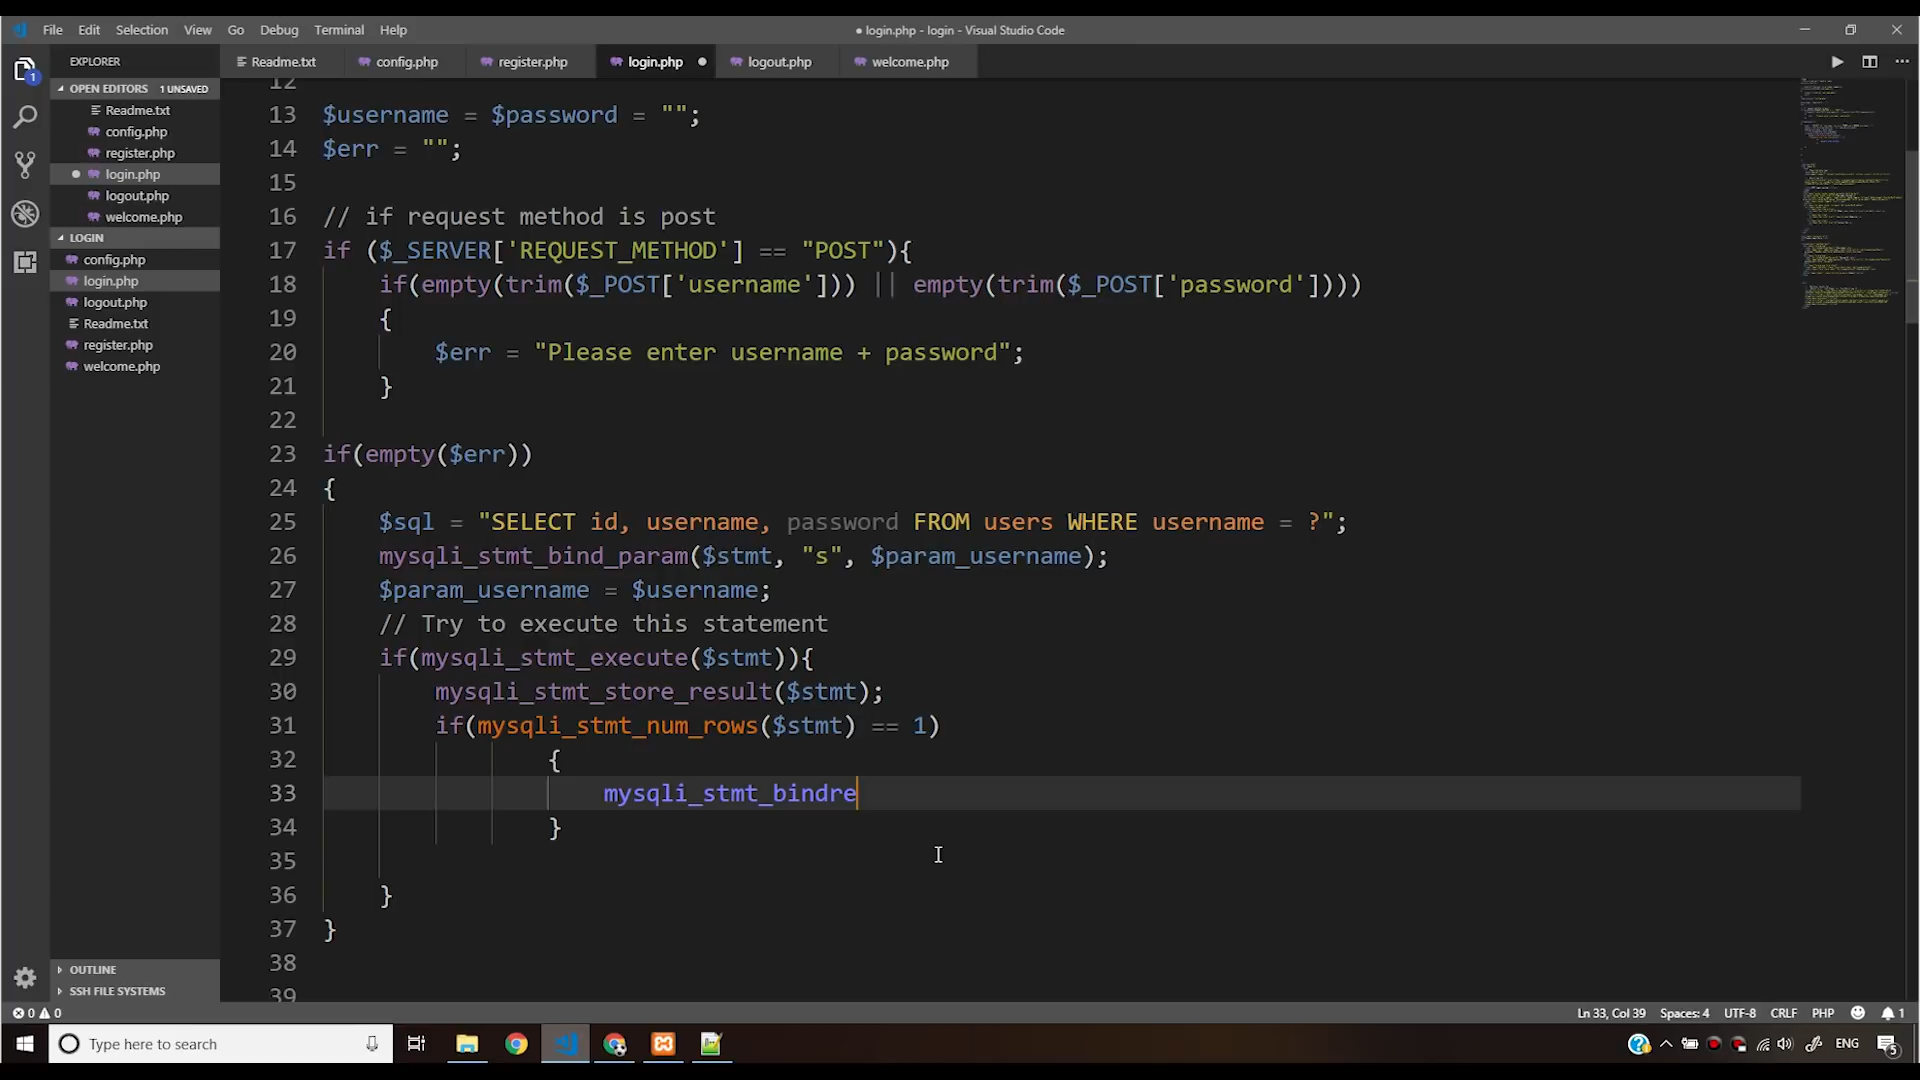 File Edit Selection View Go Debug Terminal Help
● login.php - login - Visual Studio Code
EXPLORER
Readme.txt config.php register.php login.php logout.php welcome.php
OPEN EDITORS 1 UNSAVED
Readme.txt
config.php
register.php
login.php
logout.php
welcome.php
LOGIN
config.php
login.php
logout.php
Readme.txt
register.php
welcome.php
OUTLINE
SSH FILE SYSTEMS
1
12
13 $username = $password = "";
14 $err = "";
15
16 // if request method is post
17 if ($_SERVER['REQUEST_METHOD'] == "POST"){
18 if(empty(trim($_POST['username'])) || empty(trim($_POST['password'])))
19 {
20 $err = "Please enter username + password";
21 }
22
23 if(empty($err))
24 {
25 $sql = "SELECT id, username, password FROM users WHERE username = ?";
26 mysqli_stmt_bind_param($stmt, "s", $param_username);
27 $param_username = $username;
28 // Try to execute this statement
29 if(mysqli_stmt_execute($stmt)){
30 mysqli_stmt_store_result($stmt);
31 if(mysqli_stmt_num_rows($stmt) == 1)
32 {
33 mysqli_stmt_bindre
34 }
35
36 }
37 }
38
39
0 0
Ln 33, Col 39 Spaces: 4 UTF-8 CRLF PHP 1
Type here to search
ENG
5